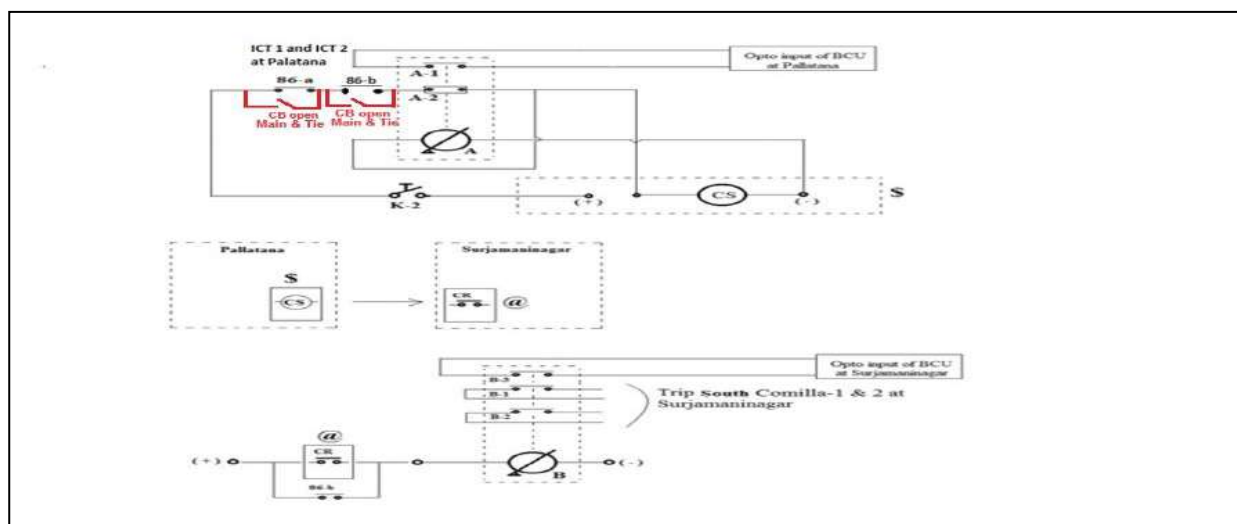 ICT 1 and ICT 2
at Palatana
Opto input of BCU
at Pallatana
86-a
86-b
A-1
A-2
CB open
Main & Tie
CB open
Main & Tie
A
K-2
(+)
CS
(-)
S
Pallatana
Surjamaninagar
S
CS
CR
@
Opto input of BCU
at Surjamaninagar
B-3
B-1
B-2
Trip South Comilla-1 & 2 at
Surjamaninagar
@
CR
(+)
B
(-)